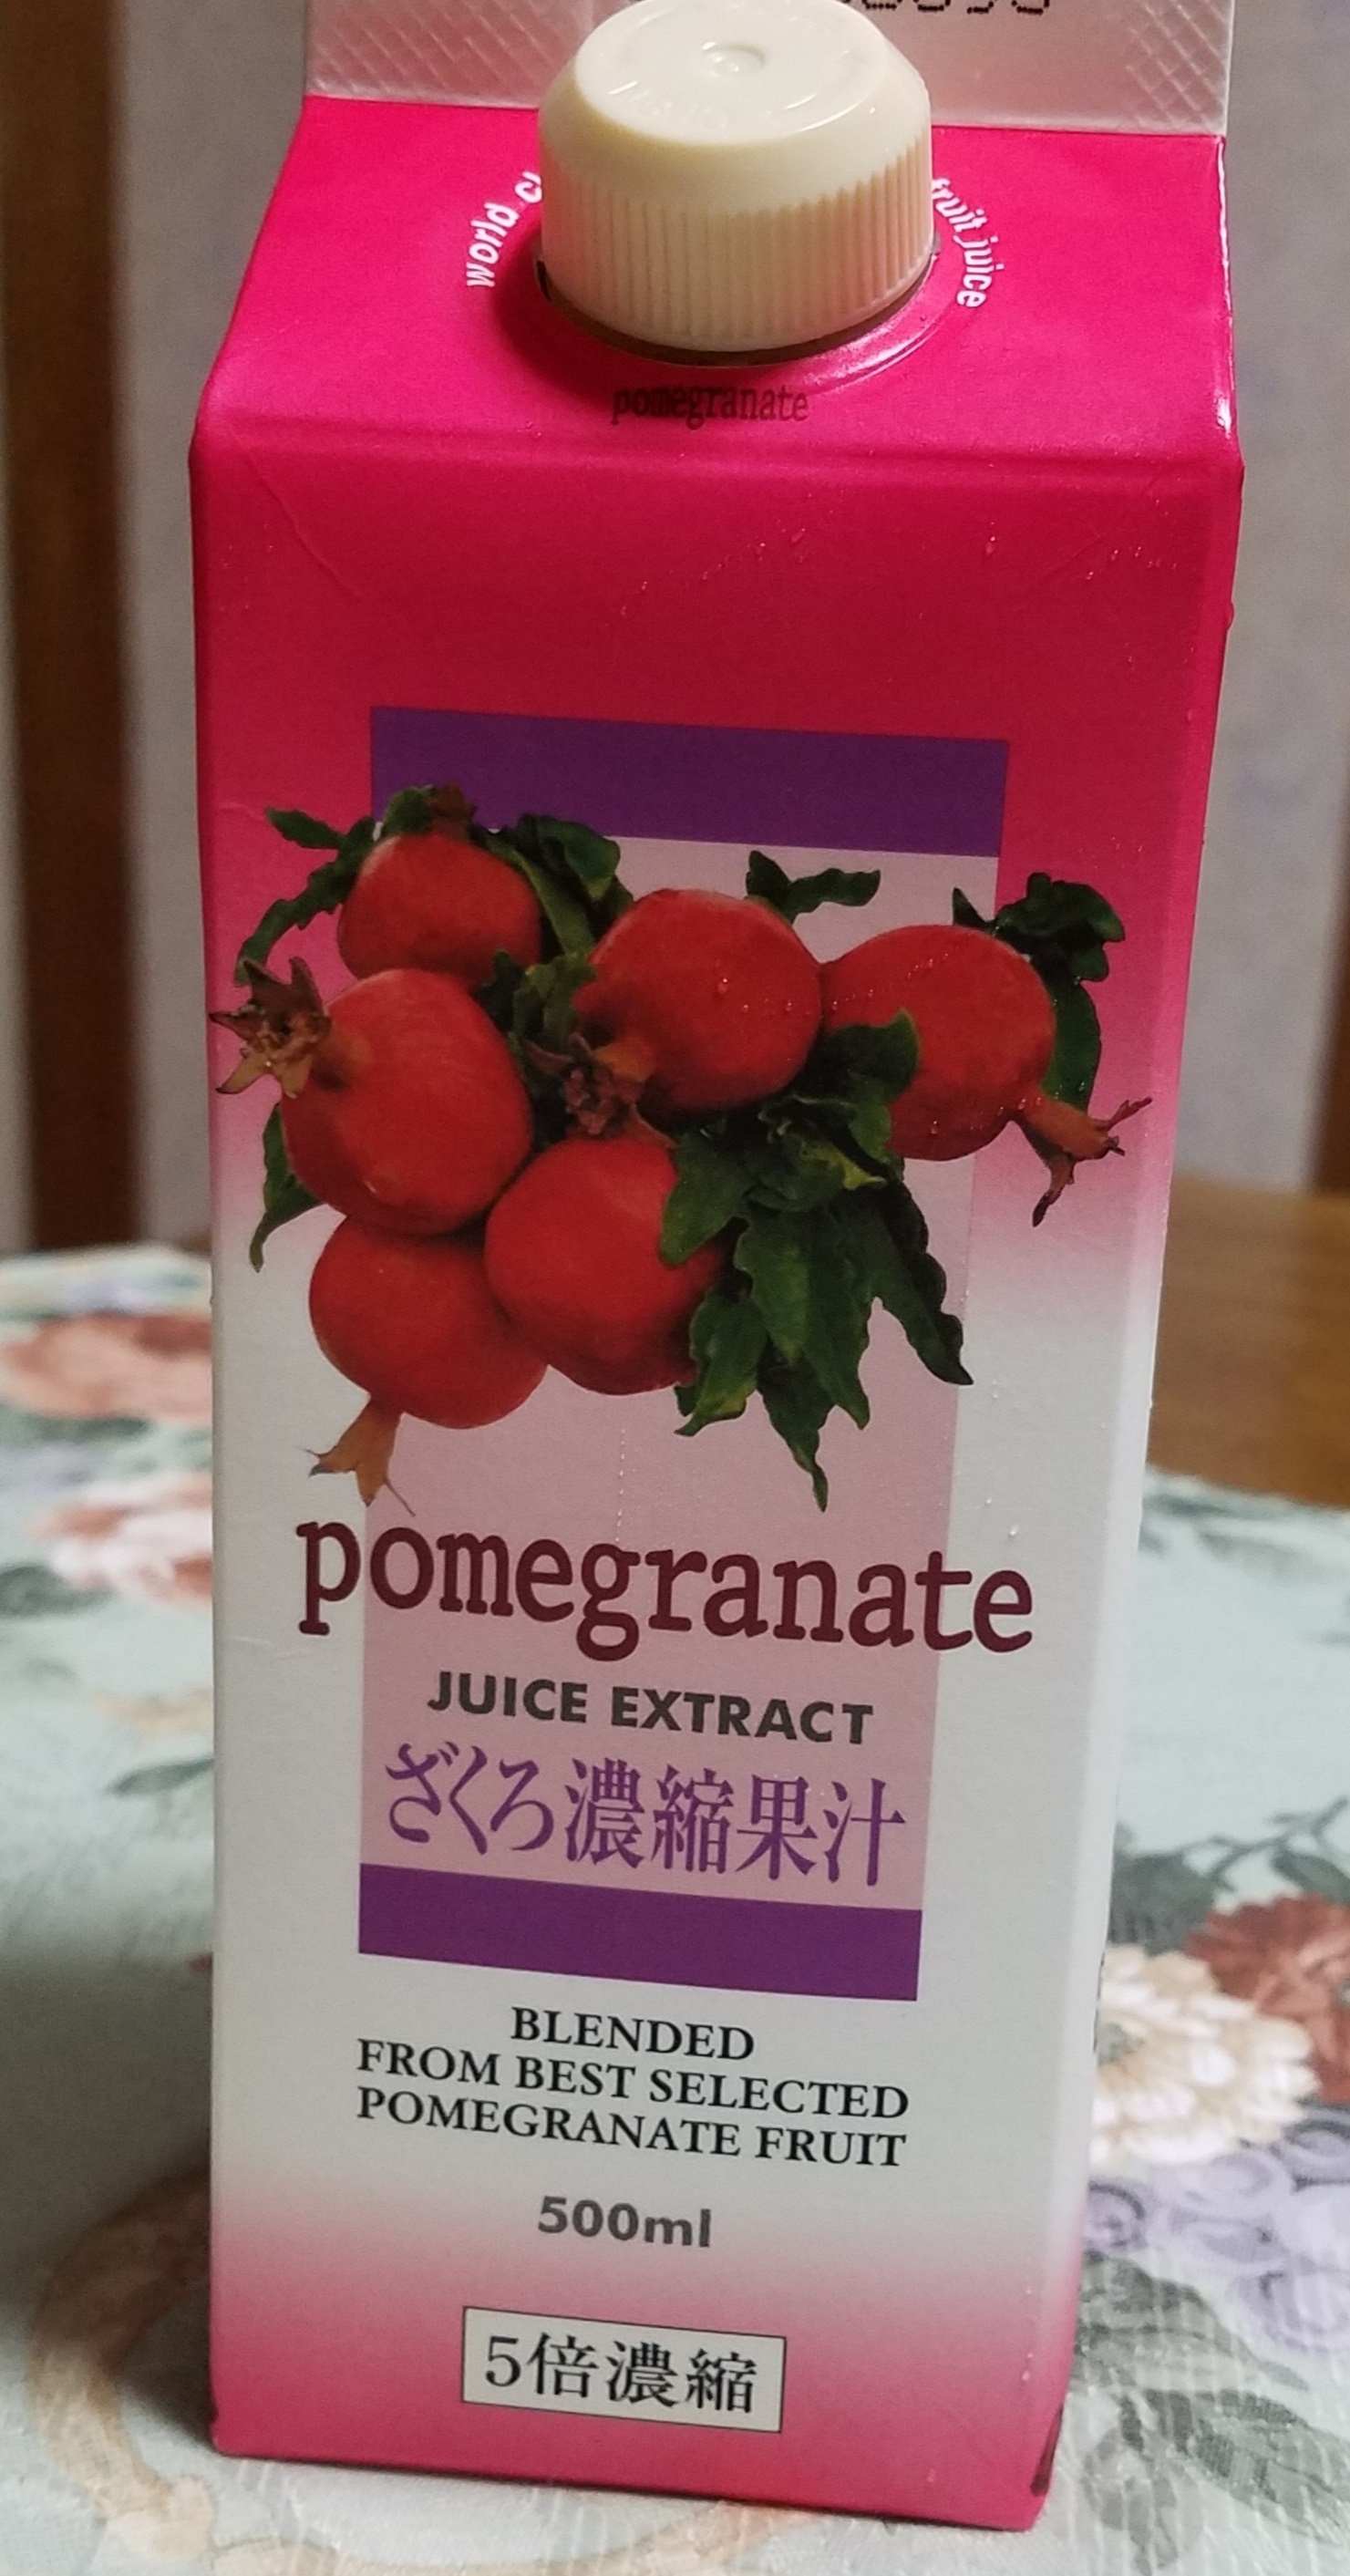 world
fruit juice
pomegranate
pomegranate
JUICE EXTRACT
ざくろ濃縮果汁
BLENDED
FROM BEST SELECTED
POMEGRANATE FRUIT
500ml
5倍濃縮